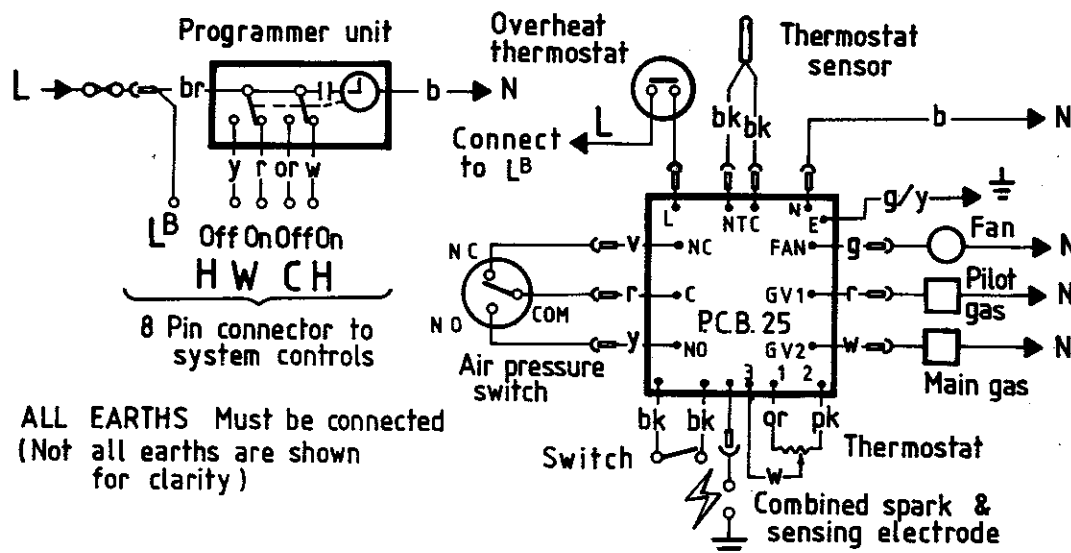 Programmer unit
L
br
b
N
y r or w
LB
Off On Off On
H W C H
8 Pin connector to
system controls
ALL EARTHS Must be connected
(Not all earths are shown
for clarity)
Overheat
thermostat
L
Connect
to LB
Thermostat
sensor
bk
bk
b
N
g/y
L
NTC
N
E
NC
v
NC
FAN
g
Fan
N
r
C
COM
GV1
r
Pilot
gas
N
P.C.B. 25
NO
y
NO
GV2
w
Main gas
N
Air pressure
switch
3 1 2
bk
bk
or
pk
Switch
w
Thermostat
Combined spark &
sensing electrode